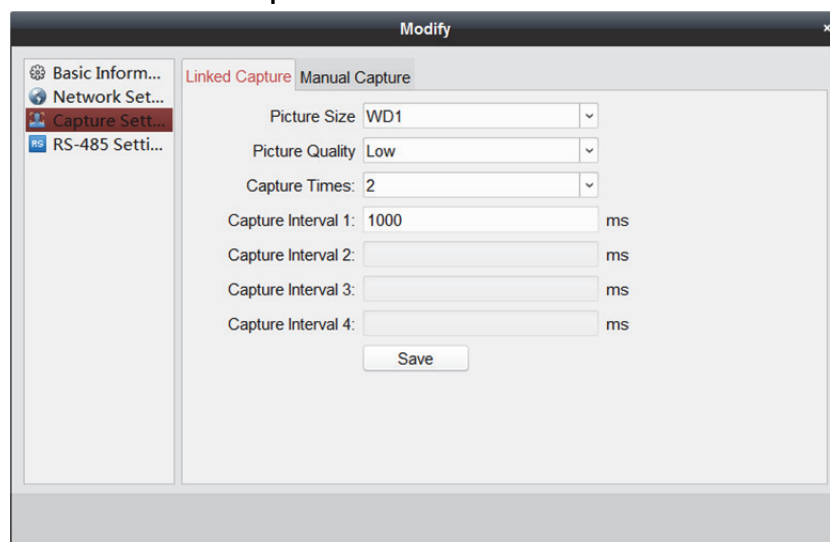 Modify
Basic Inform...
Network Set...
Capture Sett...
RS RS-485 Setti...
Linked Capture Manual Capture
Picture Size WD1
Picture Quality Low
Capture Times: 2
Capture Interval 1: 1000 ms
Capture Interval 2: ms
Capture Interval 3: ms
Capture Interval 4: ms
Save